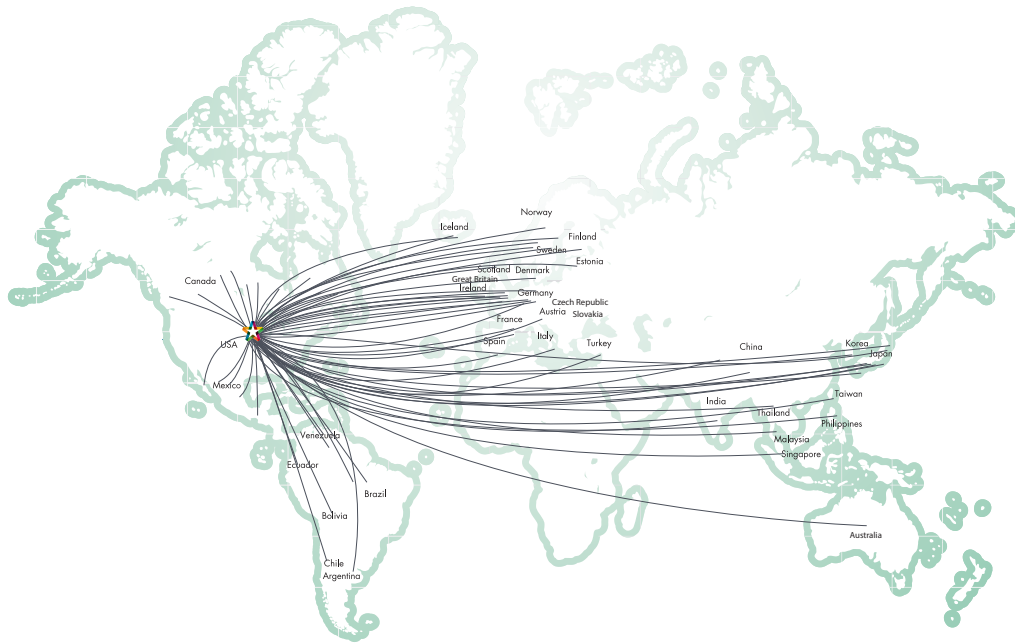 Norway
Iceland
Finland
Sweden
Estonia
Scotland
Denmark
Great Britain
Canada
Ireland
Germany
Czech Republic
Austria
Slovakia
France
Italy
Spain
Turkey
USA
China
Korea
Japan
Mexico
Taiwan
India
Thailand
Philippines
Venezuela
Malaysia
Singapore
Ecuador
Brazil
Bolivia
Australia
Chile
Argentina